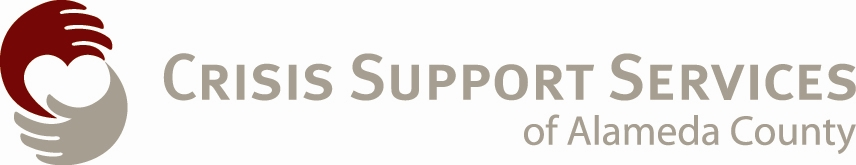 CRISIS SUPPORT SERVICES
of Alameda County